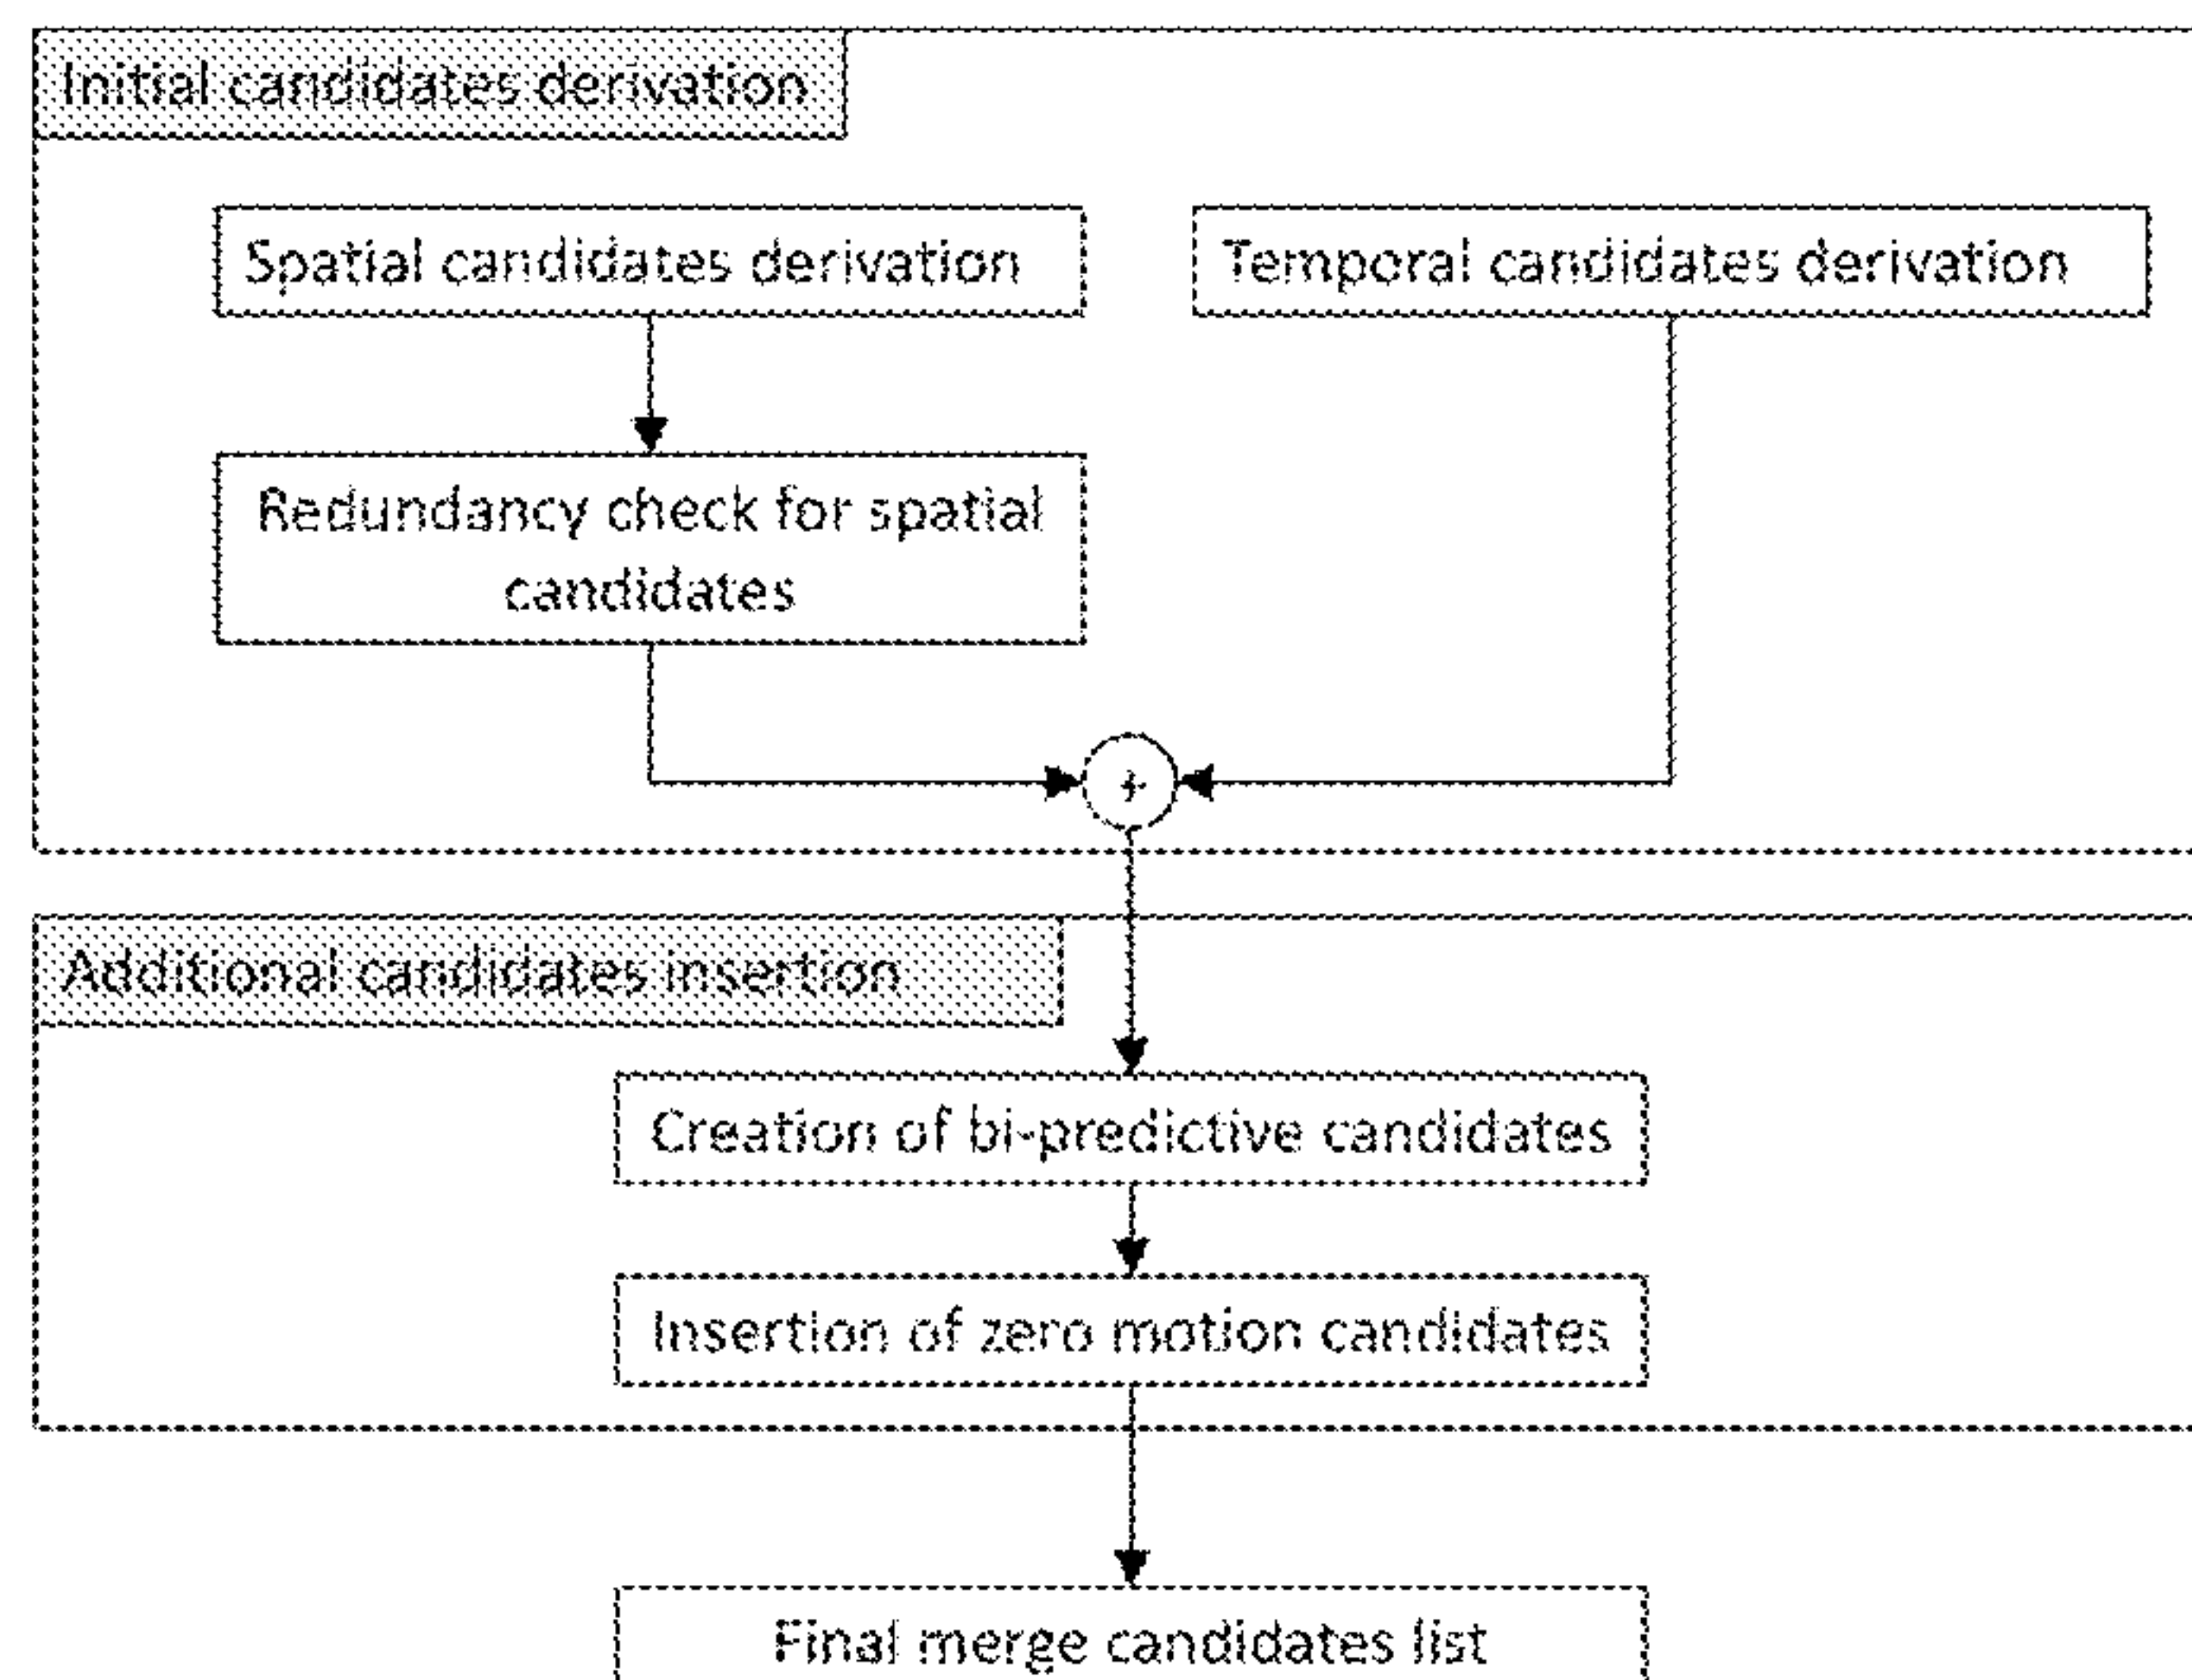 Initial candidates derivation
Spatial candidates derivation
Temporal candidates derivation
Redundancy check for spatial
candidates
+
Additional candidates insertion
Creation of bi-predictive candidates
Insertion of zero motion candidates
Final merge candidates list